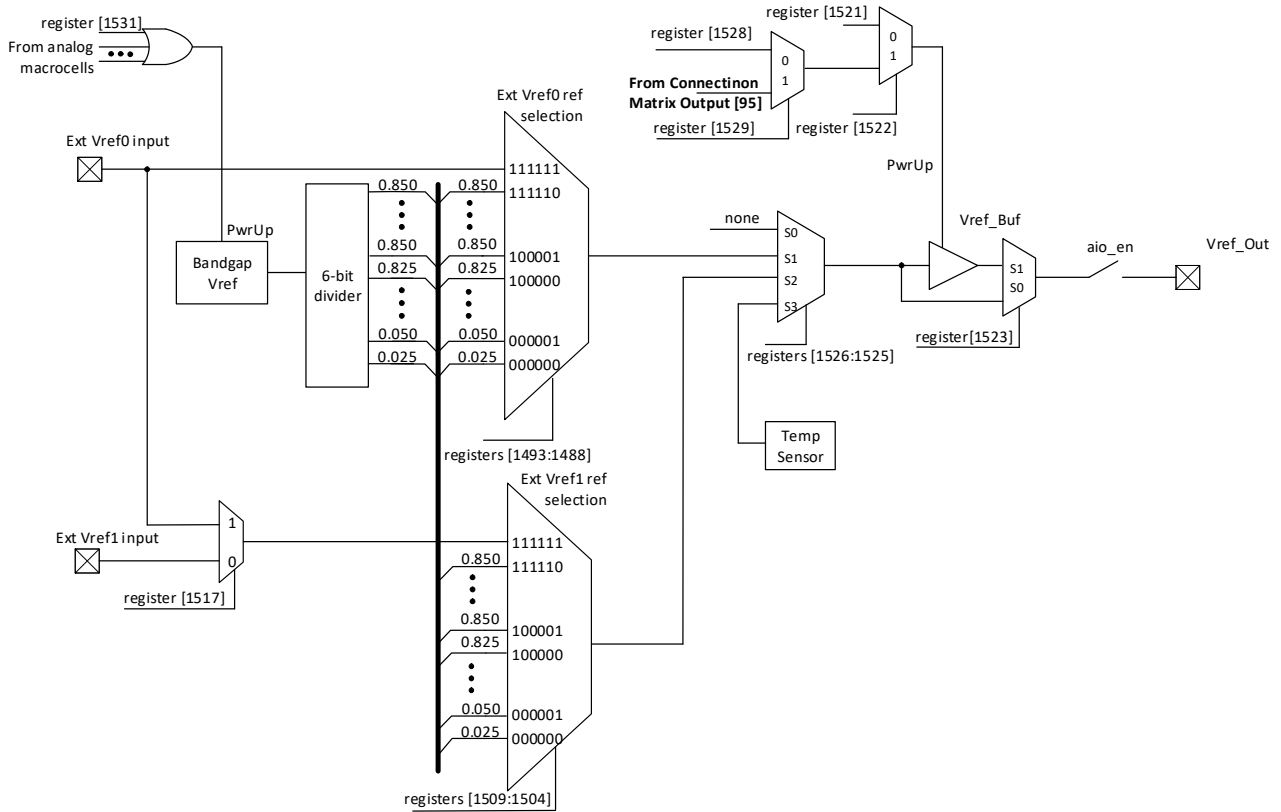 register [1531]
From analog
macrocells
register [1528]
register [1521]
0
1
0
1
From Connectinon
Matrix Output [95]
register [1529]
register [1522]
PwrUp
Ext Vref0 ref
selection
Ext Vref0 input
PwrUp
Bandgap
Vref
6-bit
divider
0.850
0.850
0.825
0.050
0.025
0.850
0.850
0.825
0.050
0.025
111111
111110
100001
100000
000001
000000
registers [1493:1488]
none
S0
S1
S2
S3
registers [1526:1525]
Temp
Sensor
Vref_Buf
S1
S0
register[1523]
aio_en
Vref_Out
Ext Vref1 ref
selection
Ext Vref1 input
1
0
register [1517]
0.850
0.850
0.825
0.050
0.025
111111
111110
100001
100000
000001
000000
registers [1509:1504]